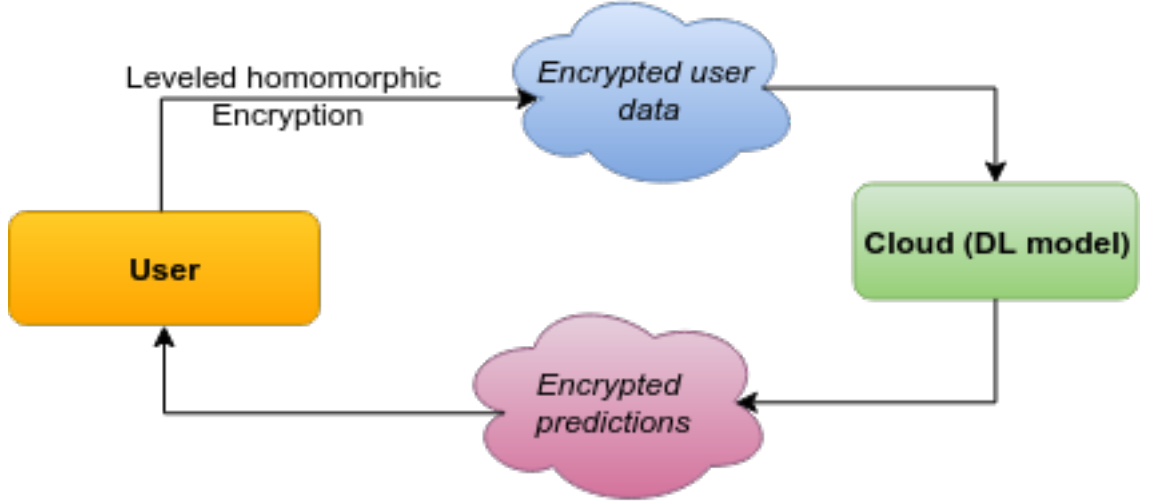 Leveled homomorphic
Encryption
Encrypted user
data
Cloud (DL model)
User
Encrypted
predictions